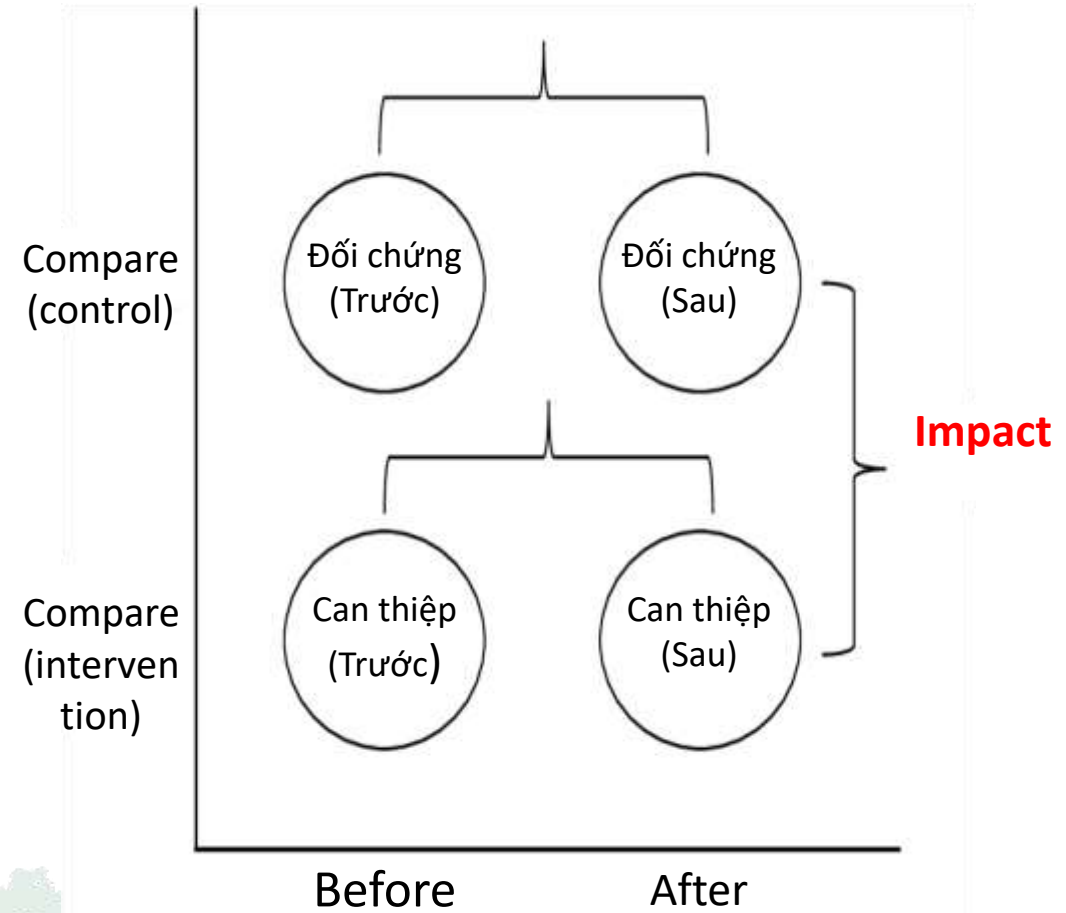 Compare
(control)
Đối chứng
(Trước)
Đối chứng
(Sau)
Impact
Compare
(interven
tion)
Can thiệp
(Trước)
Can thiệp
(Sau)
Before
After